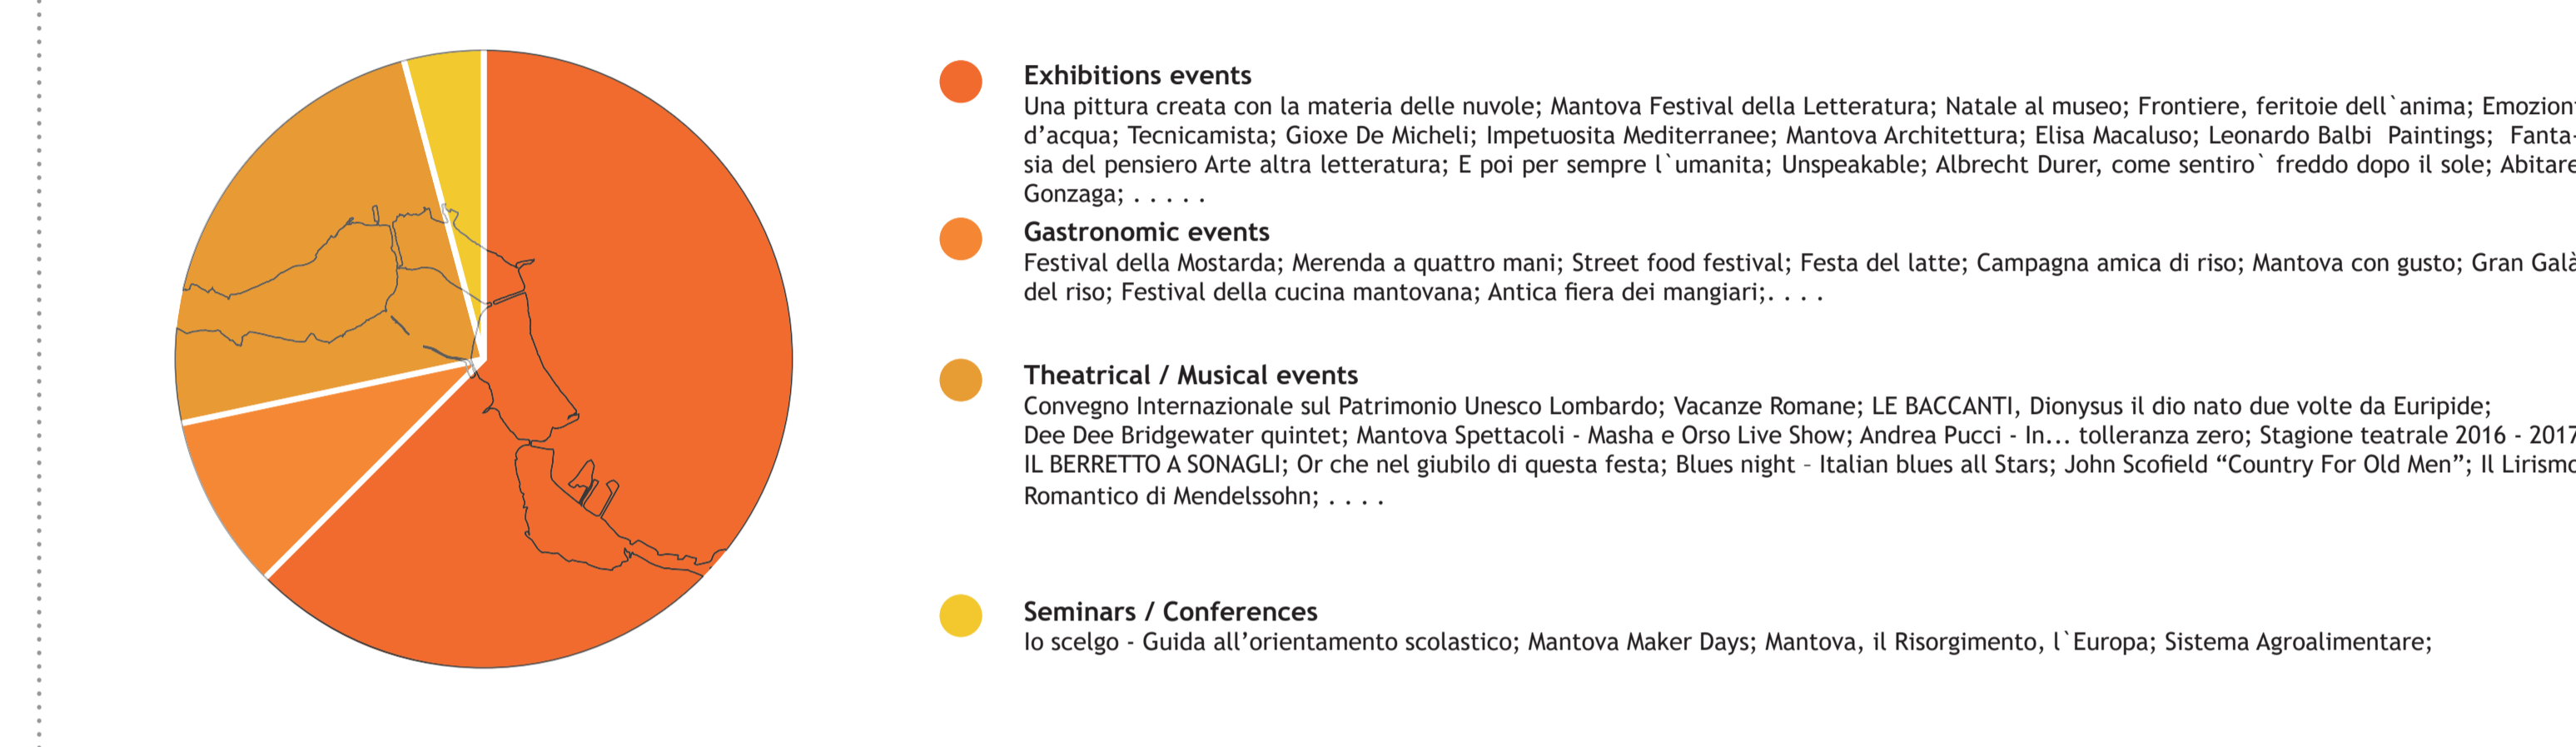 Exhibitions events
Una pittura creata con la materia delle nuvole; Mantova Festival della Letteratura; Natale al museo; Frontiere, feritoie dell`anima; Emozion
d’acqua; Tecnicamista; Gioxe De Micheli; Impetuosita Mediterranee; Mantova Architettura; Elisa Macaluso; Leonardo Balbi Paintings; Fanta-
sia del pensiero Arte altra letteratura; E poi per sempre l`umanita; Unspeakable; Albrecht Durer, come sentiro` freddo dopo il sole; Abitare
Gonzaga; . . . . .
Gastronomic events
Festival della Mostarda; Merenda a quattro mani; Street food festival; Festa del latte; Campagna amica di riso; Mantova con gusto; Gran Galà
del riso; Festival della cucina mantovana; Antica fiera dei mangiari;. . . .
Theatrical / Musical events
Convegno Internazionale sul Patrimonio Unesco Lombardo; Vacanze Romane; LE BACCANTI, Dionysus il dio nato due volte da Euripide;
Dee Dee Bridgewater quintet; Mantova Spettacoli - Masha e Orso Live Show; Andrea Pucci - In... tolleranza zero; Stagione teatrale 2016 - 2017
IL BERRETTO A SONAGLI; Or che nel giubilo di questa festa; Blues night – Italian blues all Stars; John Scofield “Country For Old Men”; Il Lirismo
Romantico di Mendelssohn; . . . .
Seminars / Conferences
Io scelgo - Guida all’orientamento scolastico; Mantova Maker Days; Mantova, il Risorgimento, l`Europa; Sistema Agroalimentare;